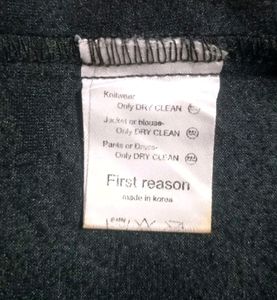 Knitwear-
Only DRY CLEAN
Jacket or blouse-
Only DRY CLEAN
Pants or
Only DRY CLEAN
First reason
made in korea